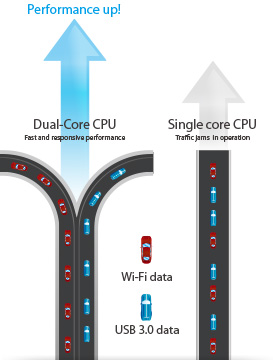 Performance up!
Dual-Core CPU
Fast and responsive performance
Single core CPU
Traffic jams in operation
Wi-Fi data
USB 3.0 data